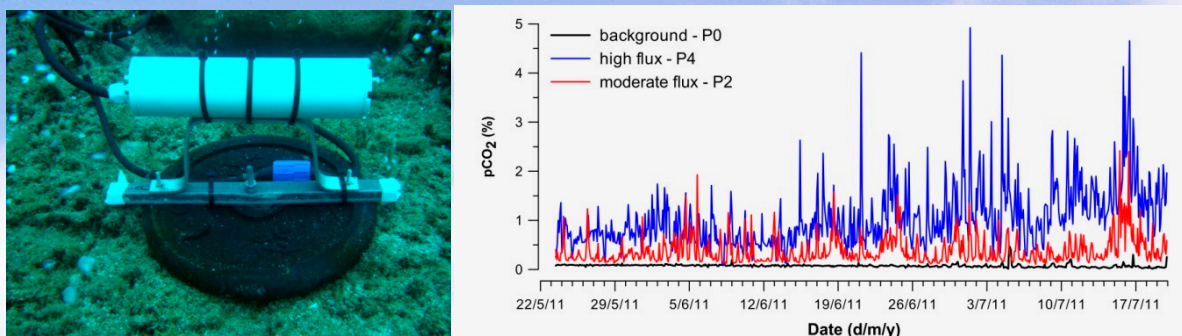 background - P0
high flux - P4
moderate flux - P2
pCO₂ (%)
5
4
3
2
1
0
22/5/11 29/5/11 5/6/11 12/6/11 19/6/11 26/6/11 3/7/11 10/7/11 17/7/11
Date (d/m/y)